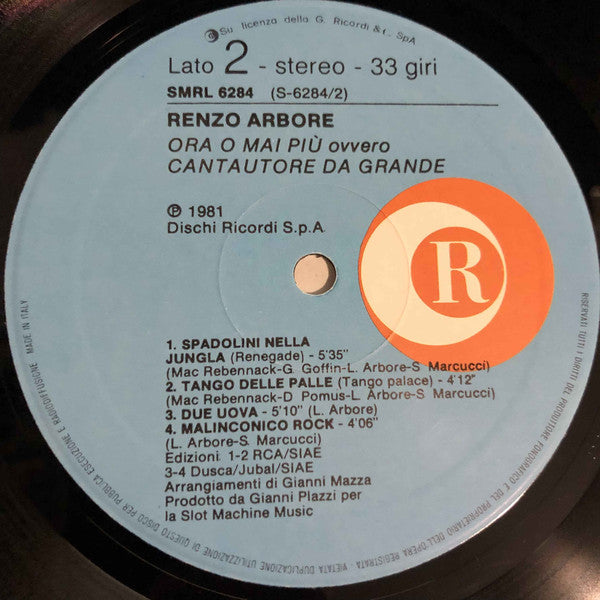 Su licenza della G. Ricordi & C. SpA
Lato 2 - stereo - 33 giri
SMRL 6284 (S-6284/2)
RENZO ARBORE
ORA O MAI PIÙ ovvero
CANTAUTORE DA GRANDE
℗ 1981
Dischi Ricordi S.p.A.
R
1. SPADOLINI NELLA
JUNGLA (Renegade) - 5'35"
(Mac Rebennack-G. Goffin-L. Arbore-S. Marcucci)
2. TANGO DELLE PALLE (Tango palace) - 4'12"
(Mac Rebennack-D. Pomus-L. Arbore-S. Marcucci)
3. DUE UOVA - 5'10" (L. Arbore)
4. MALINCONICO ROCK - 4'06"
(L. Arbore-S. Marcucci)
Edizioni: 1-2 RCA/SIAE
3-4 Dusca/Jubal/SIAE
Arrangiamenti di Gianni Mazza
Prodotto da Gianni Plazzi per
la Slot Machine Music
RISERVATI TUTTI I DIRITTI DEL PRODUTTORE FONOGRAFICO E DEL PROPRIETARIO DELL'OPERA REGISTRATA - VIETATA DUPLICAZIONE UTILIZZAZIONE DI QUESTO DISCO PER PUBBLICA ESECUZIONE E RADIODIFFUSIONE MADE IN ITALY